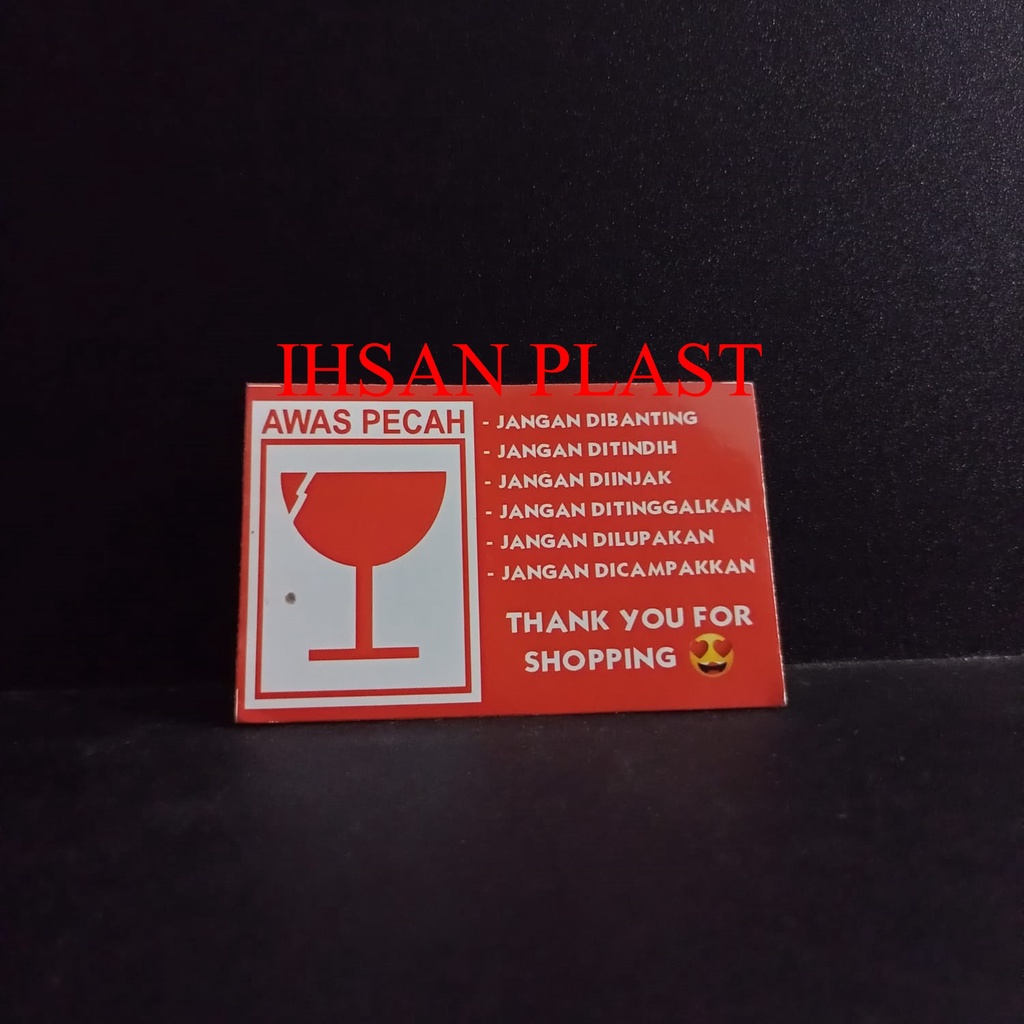 IHSAN PLAST
AWAS PECAH
- JANGAN DIBANTING
- JANGAN DITINDIH
- JANGAN DIINJAK
- JANGAN DITINGGALKAN
- JANGAN DILUPAKAN
- JANGAN DICAMPAKKAN
THANK YOU FOR
SHOPPING 😍